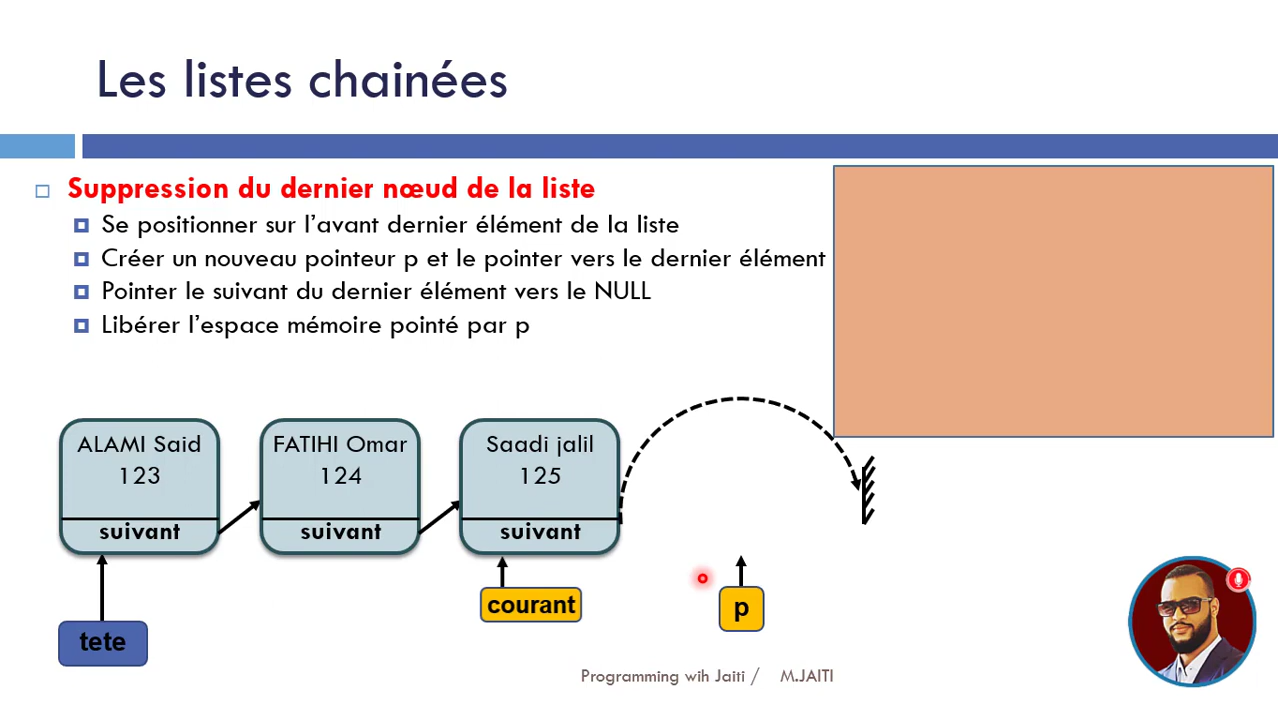 Les listes chainées
Suppression du dernier nœud de la liste
Se positionner sur l’avant dernier élément de la liste
Créer un nouveau pointeur p et le pointer vers le dernier élément
Pointer le suivant du dernier élément vers le NULL
Libérer l’espace mémoire pointé par p
ALAMI Said
123
suivant
FATIHI Omar
124
suivant
Saadi jalil
125
suivant
courant
p
tete
Programming wih Jaiti / M.JAITI